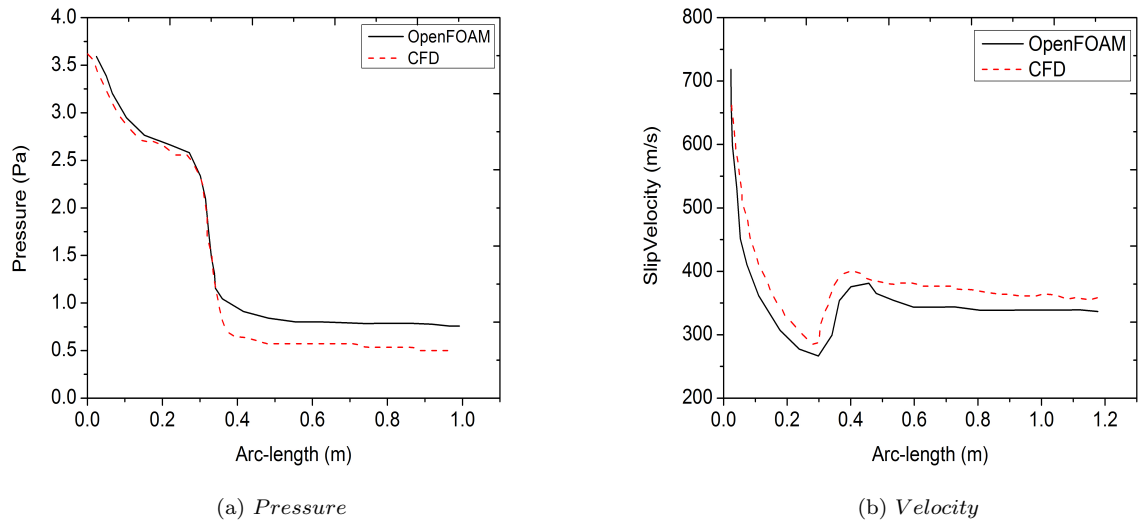 4.0
3.5
3.0
2.5
2.0
1.5
1.0
0.5
0.0
Pressure (Pa)
OpenFOAM
CFD
0.0 0.2 0.4 0.6 0.8 1.0
Arc-length (m)
(a) Pressure
800
700
600
500
400
300
200
SlipVelocity (m/s)
OpenFOAM
CFD
0.0 0.2 0.4 0.6 0.8 1.0 1.2
Arc-length (m)
(b) Velocity